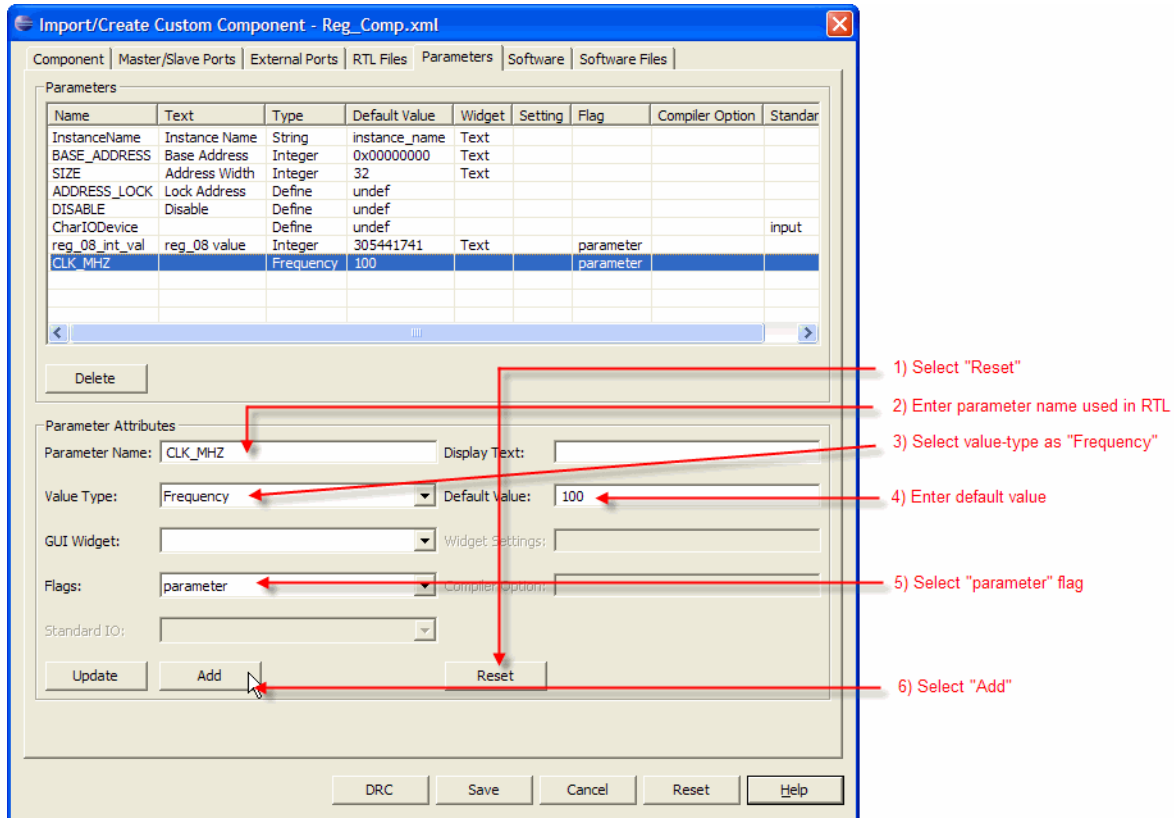 Import/Create Custom Component - Reg_Comp.xml
Component Master/Slave Ports External Ports RTL Files Parameters Software Software Files
Parameters
Name Text Type Default Value Widget Setting Flag Compiler Option Standar
InstanceName Instance Name String instance_name Text
BASE_ADDRESS Base Address Integer 0x00000000 Text
SIZE Address Width Integer 32 Text
ADDRESS_LOCK Lock Address Define undef
DISABLE Disable Define undef
CharIODevice Define undef input
reg_08_int_val reg_08 value Integer 305441741 Text parameter
CLK_MHZ Frequency 100 parameter
Delete
1) Select "Reset"
2) Enter parameter name used in RTL
Parameter Attributes
Parameter Name: CLK_MHZ Display Text:
3) Select value-type as "Frequency"
Value Type: Frequency Default Value: 100
4) Enter default value
GUI Widget: Widget Settings:
Flags: parameter Compiler Option:
5) Select "parameter" flag
Standard IO:
Update Add Reset
6) Select "Add"
DRC Save Cancel Reset Help